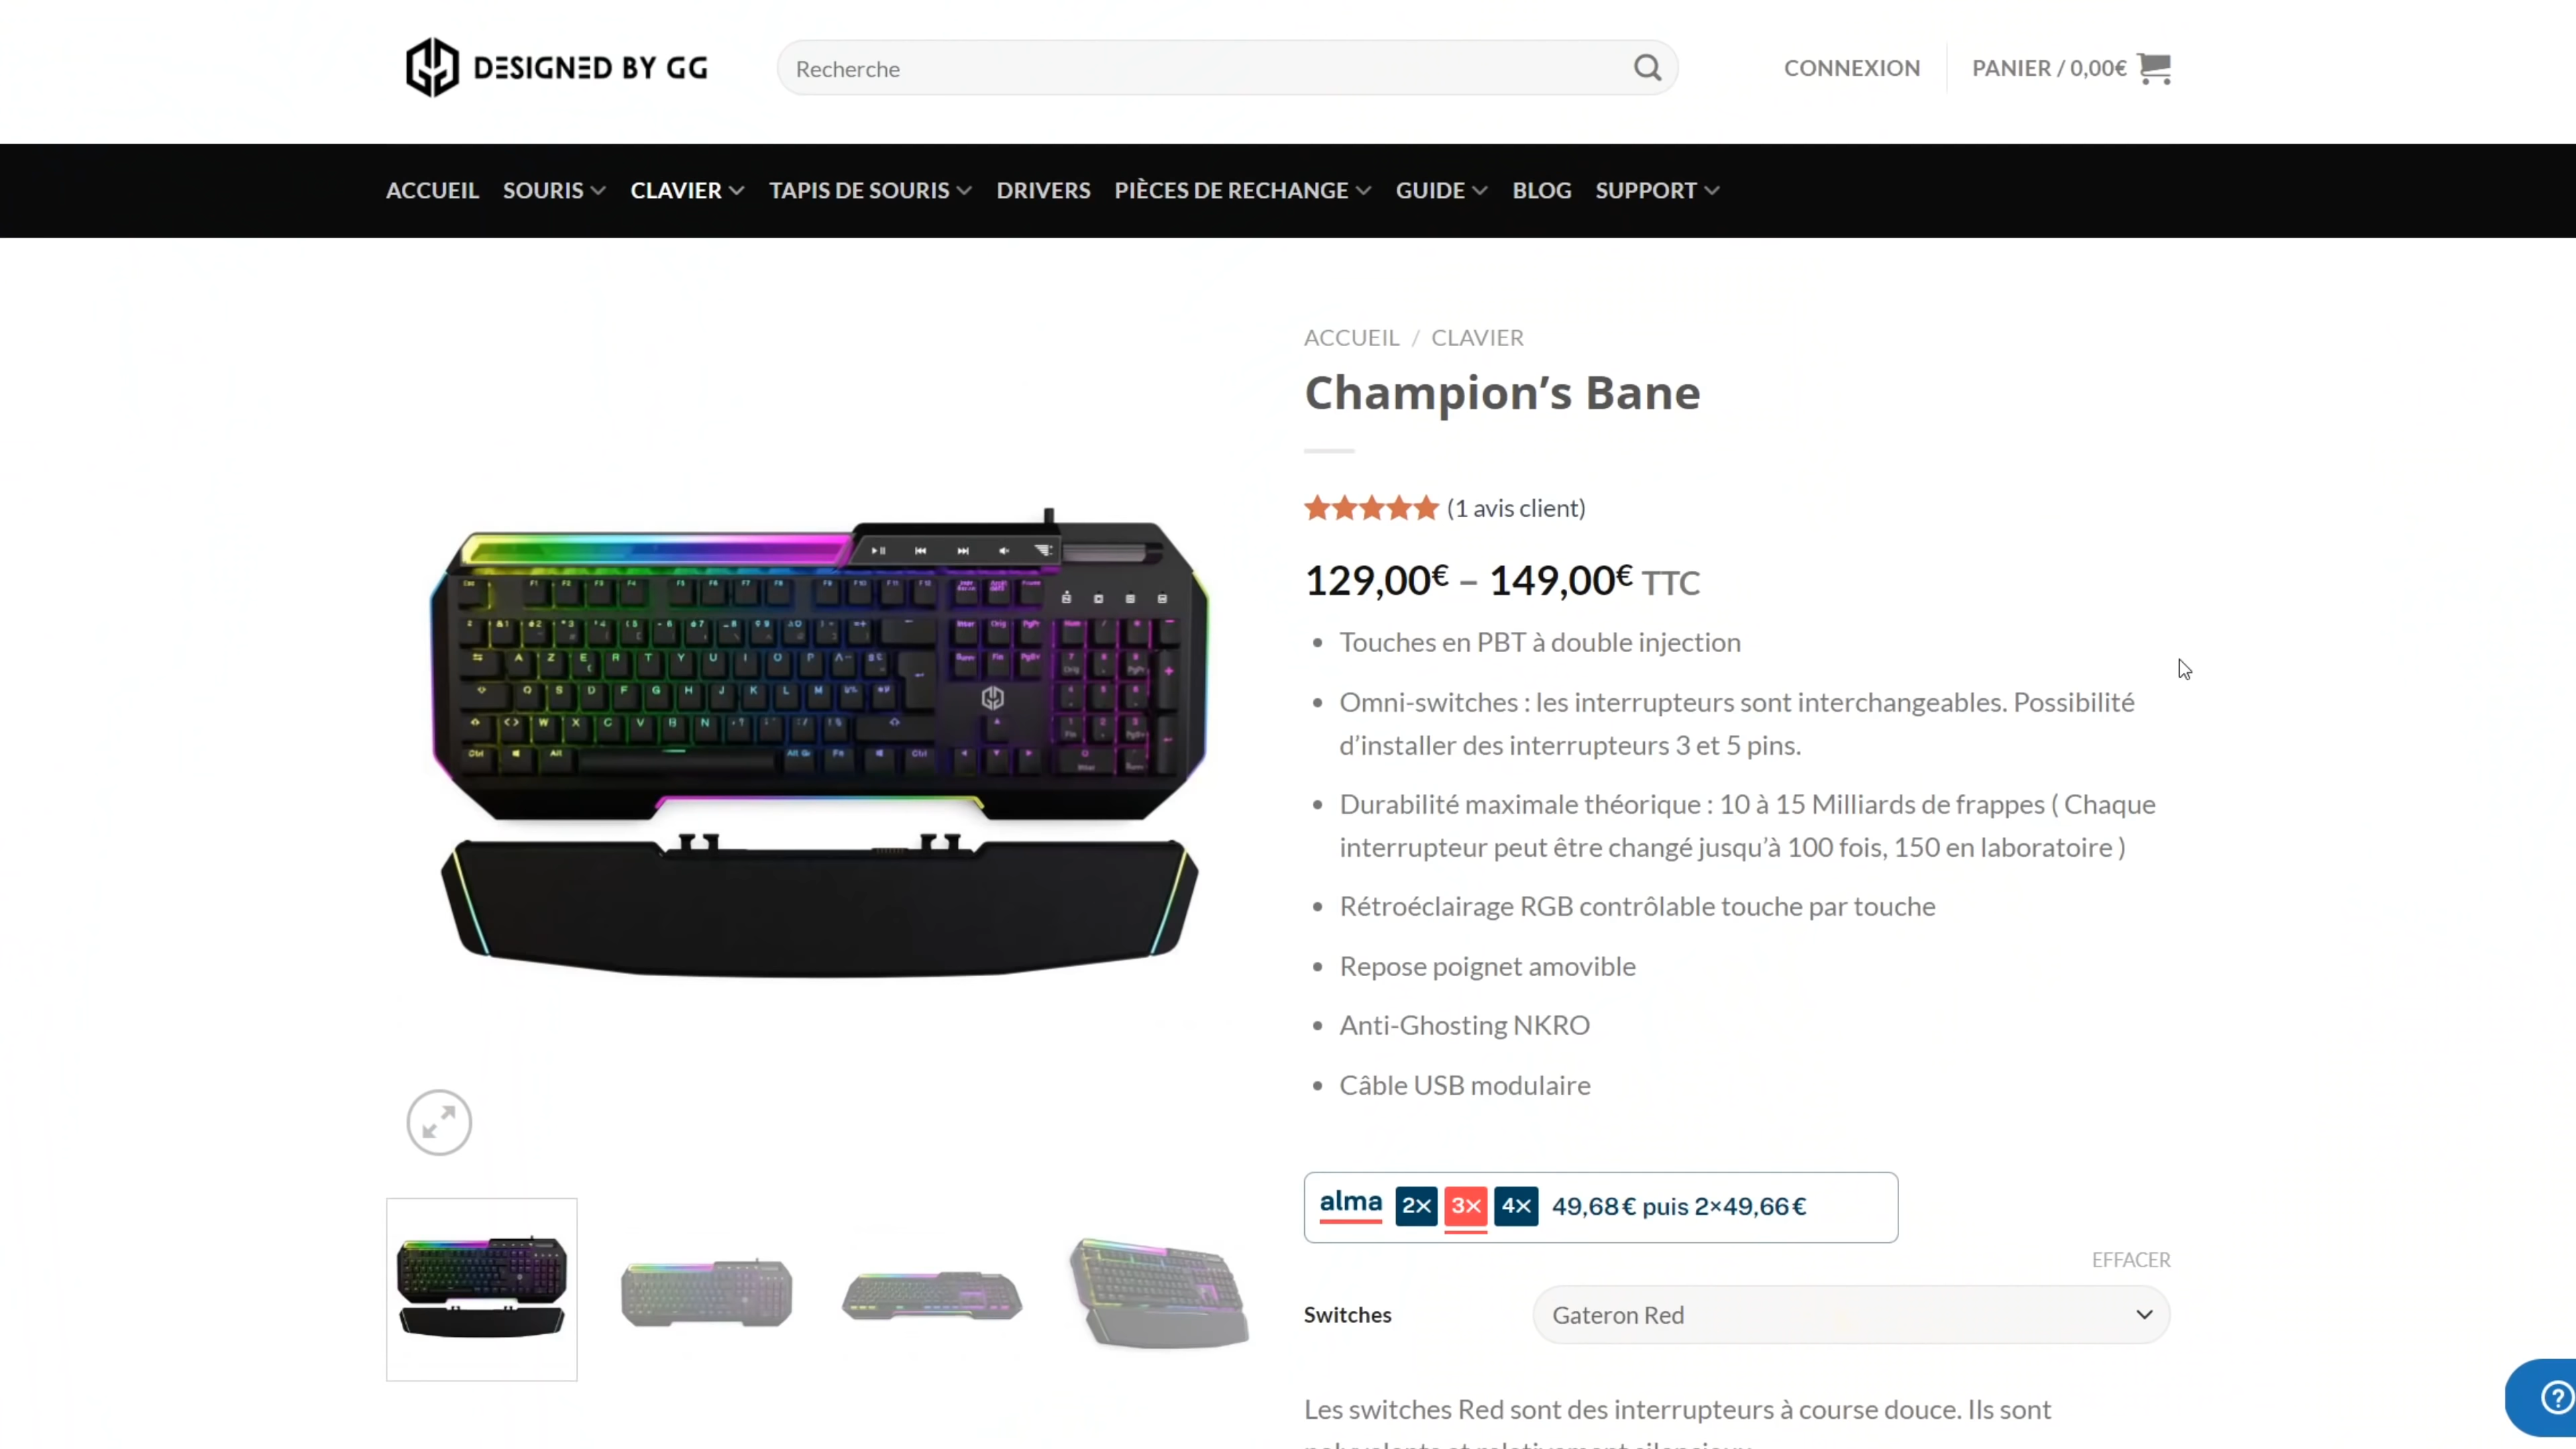 DESIGNED BY GG
Recherche
CONNEXION
PANIER / 0,00€
ACCUEIL
SOURIS
CLAVIER
TAPIS DE SOURIS
DRIVERS
PIÈCES DE RECHANGE
GUIDE
BLOG
SUPPORT
ACCUEIL / CLAVIER
Champion’s Bane
(1 avis client)
129,00€ – 149,00€ TTC
Touches en PBT à double injection
Omni-switches : les interrupteurs sont interchangeables. Possibilité
d’installer des interrupteurs 3 et 5 pins.
Durabilité maximale théorique : 10 à 15 Milliards de frappes ( Chaque
interrupteur peut être changé jusqu’à 100 fois, 150 en laboratoire )
Rétroéclairage RGB contrôlable touche par touche
Repose poignet amovible
Anti-Ghosting NKRO
Câble USB modulaire
alma 2× 3× 4× 49,68 € puis 2×49,66 €
EFFACER
Switches
Gateron Red
Les switches Red sont des interrupteurs à course douce. Ils sont